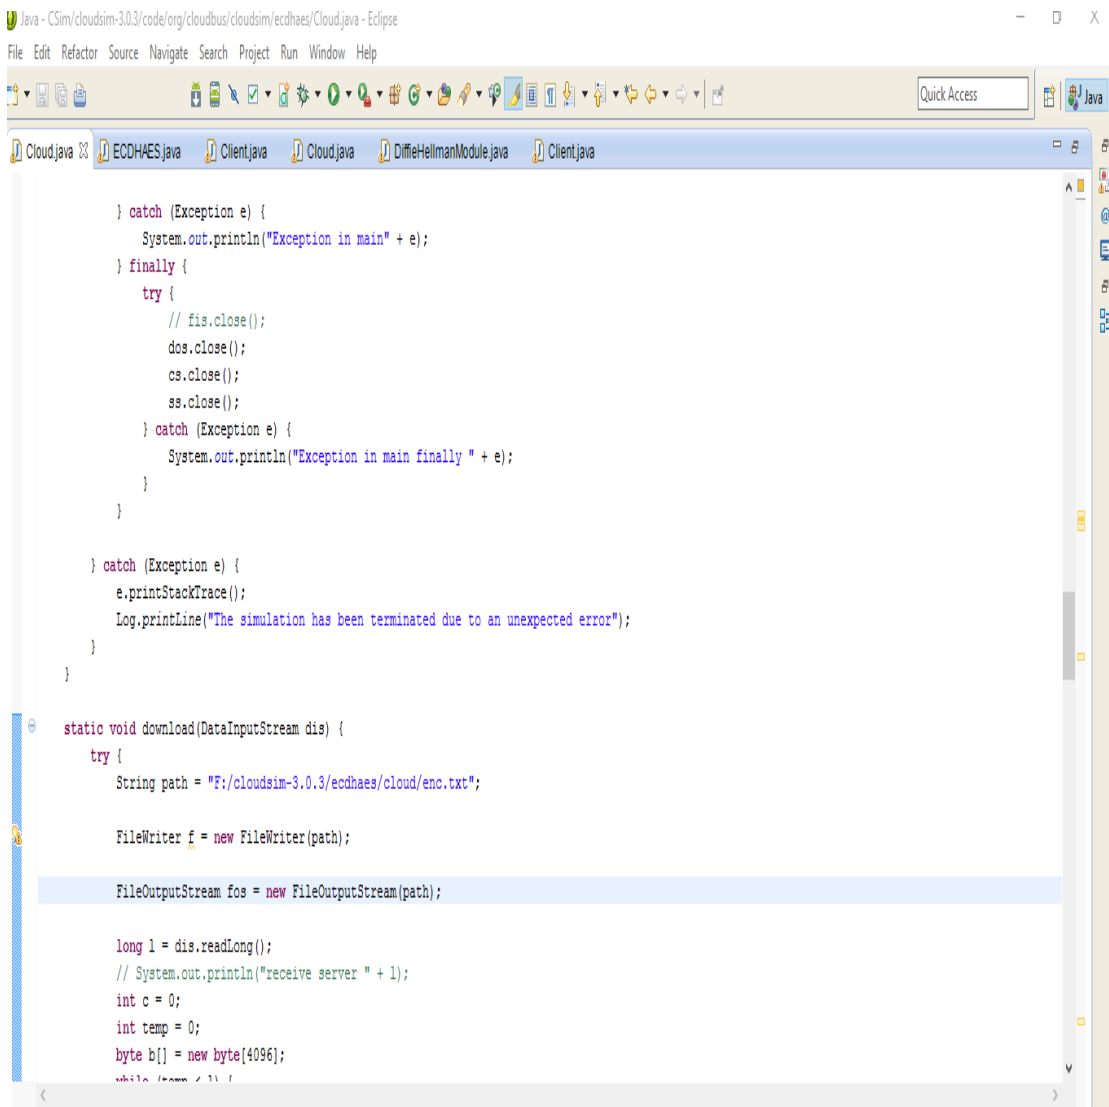 Java - CSim/cloudsim-3.0.3/code/org/cloudbus/cloudsim/ecdhaes/Cloud.java - Eclipse
File Edit Refactor Source Navigate Search Project Run Window Help
Quick Access
Java
Cloud.java ECDHAES.java Client.java Cloud.java DiffieHellmanModule.java Client.java
} catch (Exception e) {
System.out.println("Exception in main" + e);
} finally {
try {
// fis.close();
dos.close();
cs.close();
ss.close();
} catch (Exception e) {
System.out.println("Exception in main finally " + e);
}
}
} catch (Exception e) {
e.printStackTrace();
Log.printLine("The simulation has been terminated due to an unexpected error");
}
}
static void download(DataInputStream dis) {
try {
String path = "F:/cloudsim-3.0.3/ecdhaes/cloud/enc.txt";
FileWriter f = new FileWriter(path);
FileOutputStream fos = new FileOutputStream(path);
long l = dis.readLong();
// System.out.println("receive server " + l);
int c = 0;
int temp = 0;
byte b[] = new byte[4096];
while (temp < l) {